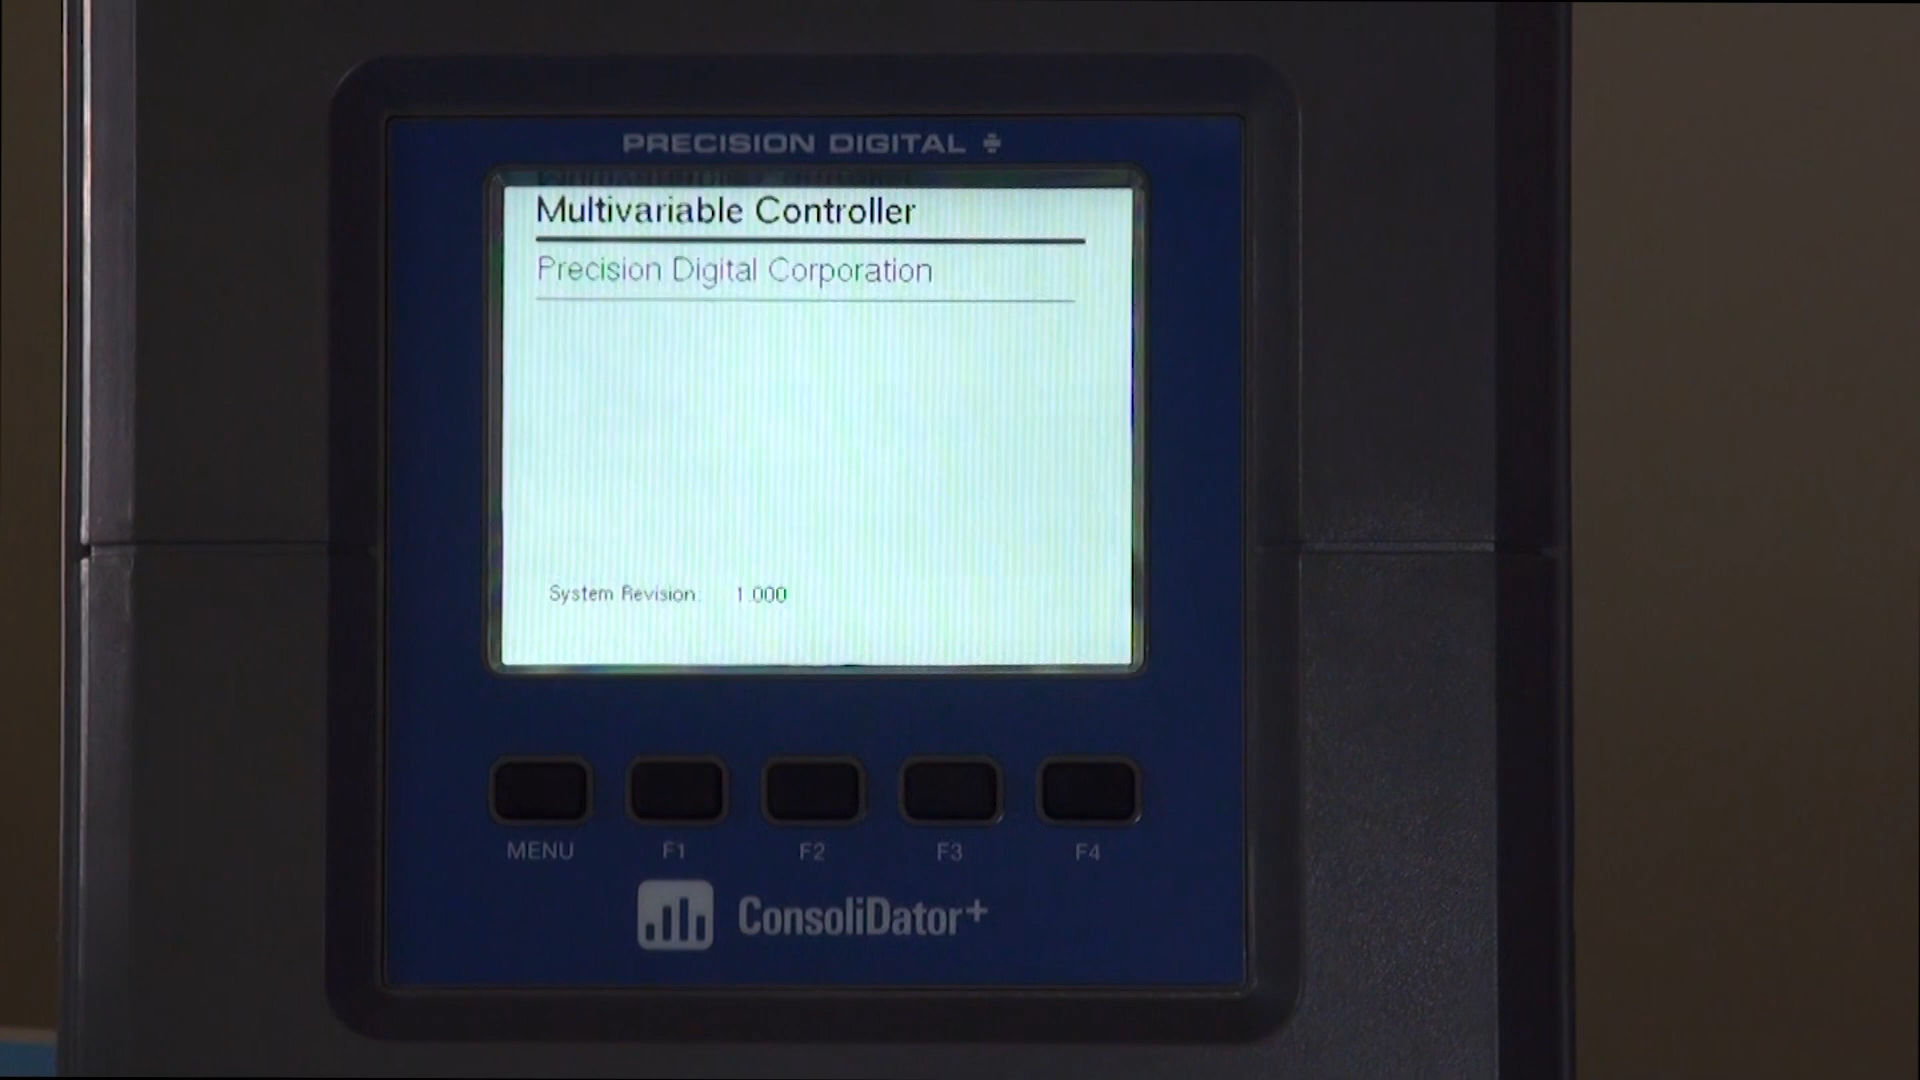 PRECISION DIGITAL
Multivariable Controller
Precision Digital Corporation
System Revision: 1.000
MENU F1 F2 F3 F4
ConsoliDator+